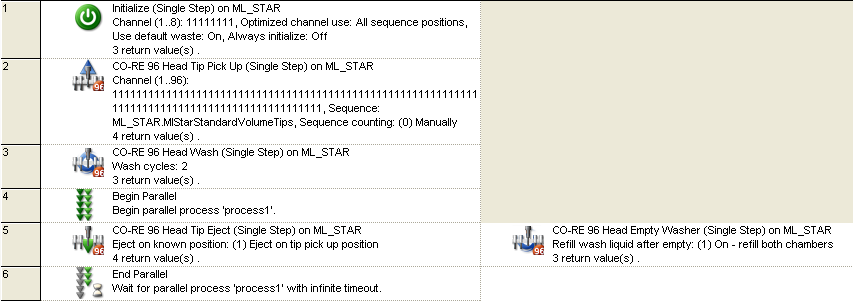 1
Initialize (Single Step) on ML_STAR
Channel (1..8): 11111111, Optimized channel use: All sequence positions,
Use default waste: On, Always initialize: Off
3 return value(s) .
2
96
CO-RE 96 Head Tip Pick Up (Single Step) on ML_STAR
Channel (1..96):
1111111111111111111111111111111111111111111111111111111111111
11111111111111111111111111111111111, Sequence:
ML_STAR.MlStarStandardVolumeTips, Sequence counting: (0) Manually
4 return value(s) .
3
96
CO-RE 96 Head Wash (Single Step) on ML_STAR
Wash cycles: 2
3 return value(s) .
4
Begin Parallel
Begin parallel process 'process1'.
5
96
CO-RE 96 Head Tip Eject (Single Step) on ML_STAR
Eject on known position: (1) Eject on tip pick up position
4 return value(s) .
96
CO-RE 96 Head Empty Washer (Single Step) on ML_STAR
Refill wash liquid after empty: (1) On - refill both chambers
3 return value(s) .
6
End Parallel
Wait for parallel process 'process1' with infinite timeout.